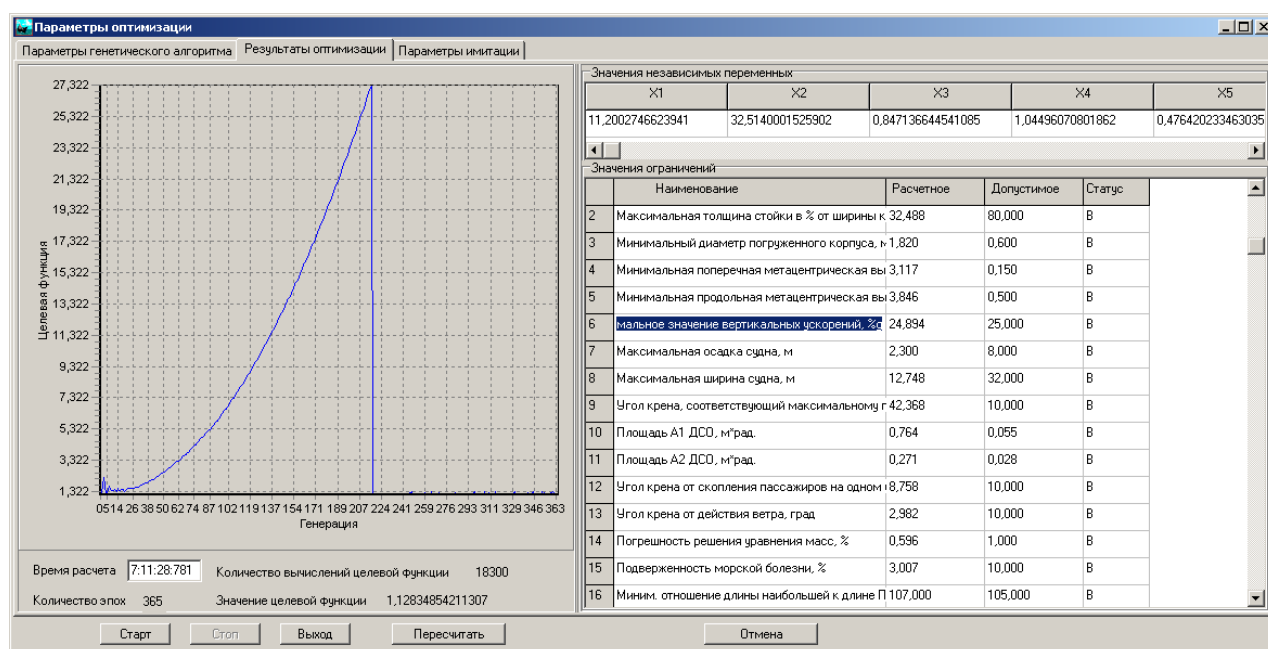 Параметры оптимизации
Параметры генетического алгоритма Результаты оптимизации Параметры имитации
27,322
25,322
23,322
21,322
19,322
17,322
15,322
13,322
11,322
9,322
7,322
5,322
3,322
1,322
Целевая функция
0514 26 38 50 62 74 87 102 119 137 154 171 189 207 224 241 259 276 293 311 329 346 363
Генерация
Время расчета 7:11:28:781 Количество вычислений целевой функции 18300
Количество эпох 365 Значение целевой функции 1,12834854211307
Значения независимых переменных
X1 X2 X3 X4 X5
11,2002746623941 32,5140001525902 0,847136644541085 1,04496070801862 0,476420233463035
Значения ограничений
Наименование Расчетное Допустимое Статус
2 Максимальная толщина стойки в % от ширины к 32,488 80,000 В
3 Минимальный диаметр погруженного корпуса, 1,820 0,600 В
4 Минимальная поперечная метацентрическая вы 3,117 0,150 В
5 Минимальная продольная метацентрическая вы 3,846 0,500 В
6 мальное значение вертикальных ускорений, %g 24,894 25,000 В
7 Максимальная осадка судна, м 2,300 8,000 В
8 Максимальная ширина судна, м 12,748 32,000 В
9 Угол крена, соответствующий максимальному 42,368 10,000 В
10 Площадь А1 ДСО, м*рад. 0,764 0,055 В
11 Площадь А2 ДСО, м*рад. 0,271 0,028 В
12 Угол крена от скопления пассажиров на одном 8,758 10,000 В
13 Угол крена от действия ветра, град 2,982 10,000 В
14 Погрешность решения уравнения масс, % 0,596 1,000 В
15 Подверженность морской болезни, % 3,007 10,000 В
16 Миним. отношение длины наибольшей к длине П 107,000 105,000 В
Старт Стоп Выход Пересчитать Отмена